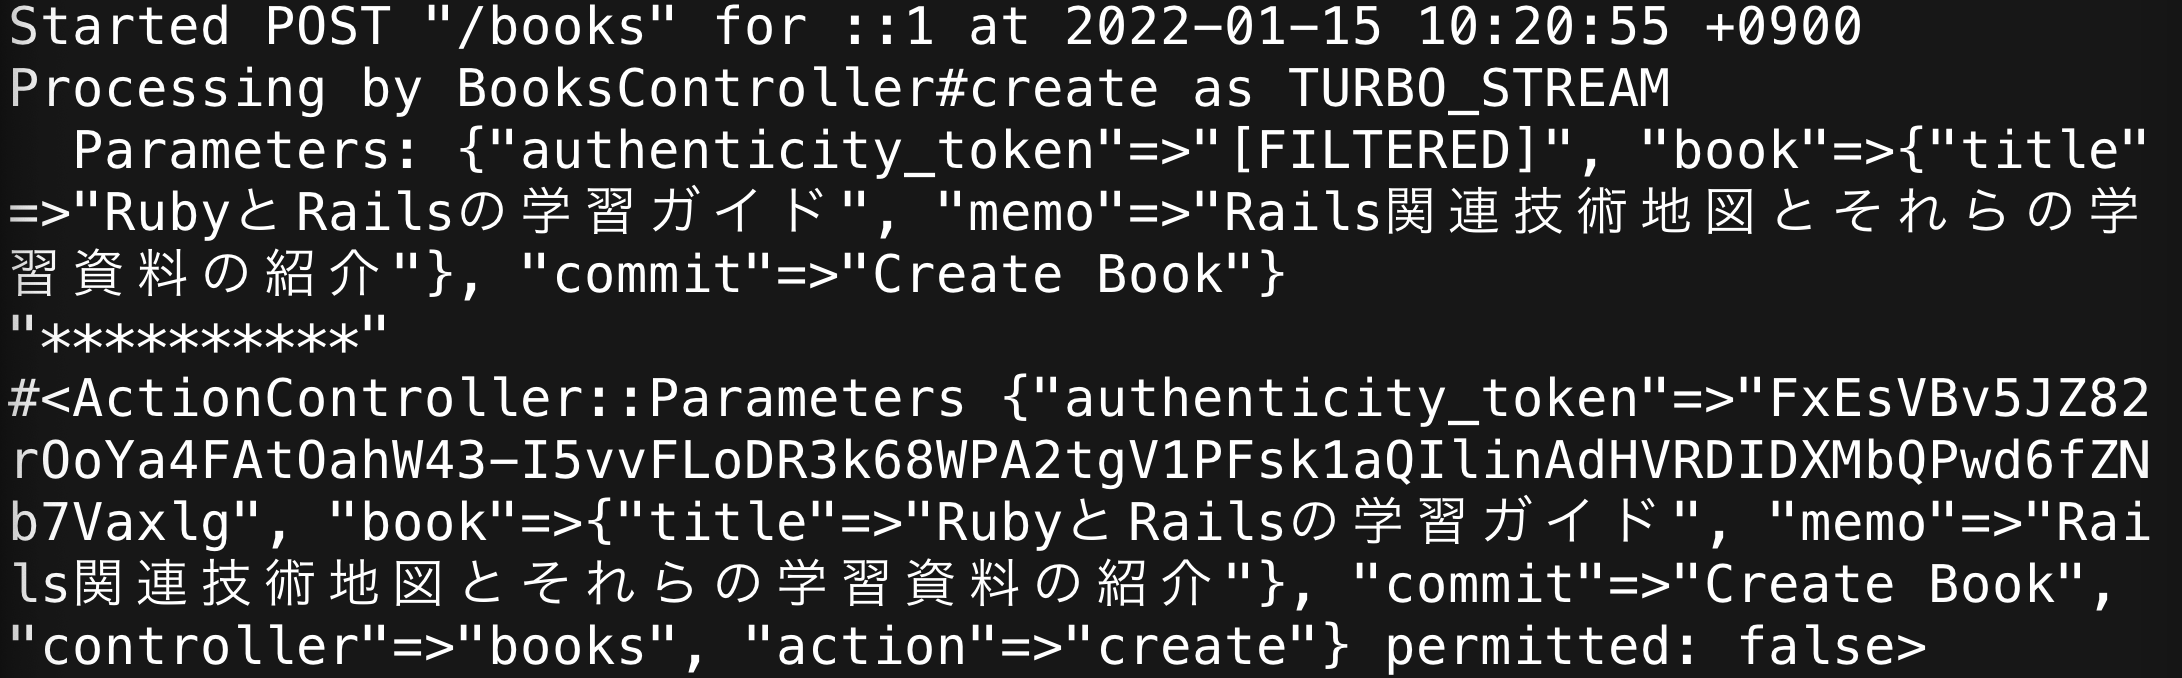 Started POST "/books" for ::1 at 2022-01-15 10:20:55 +0900
Processing by BooksController#create as TURBO_STREAM
  Parameters: {"authenticity_token"=>"[FILTERED]", "book"=>{"title"
=>"RubyとRailsの学習ガイド", "memo"=>"Rails関連技術地図とそれらの学
習資料の紹介"}, "commit"=>"Create Book"}
"**********"
#<ActionController::Parameters {"authenticity_token"=>"FxEsVBv5JZ82
rOoYa4FAtOahW43-I5vvFLoDR3k68WPA2tgV1PFsk1aQIlinAdHVRDIDXMbQPwd6fZN
b7Vaxlg", "book"=>{"title"=>"RubyとRailsの学習ガイド", "memo"=>"Rai
ls関連技術地図とそれらの学習資料の紹介"}, "commit"=>"Create Book",
"controller"=>"books", "action"=>"create"} permitted: false>